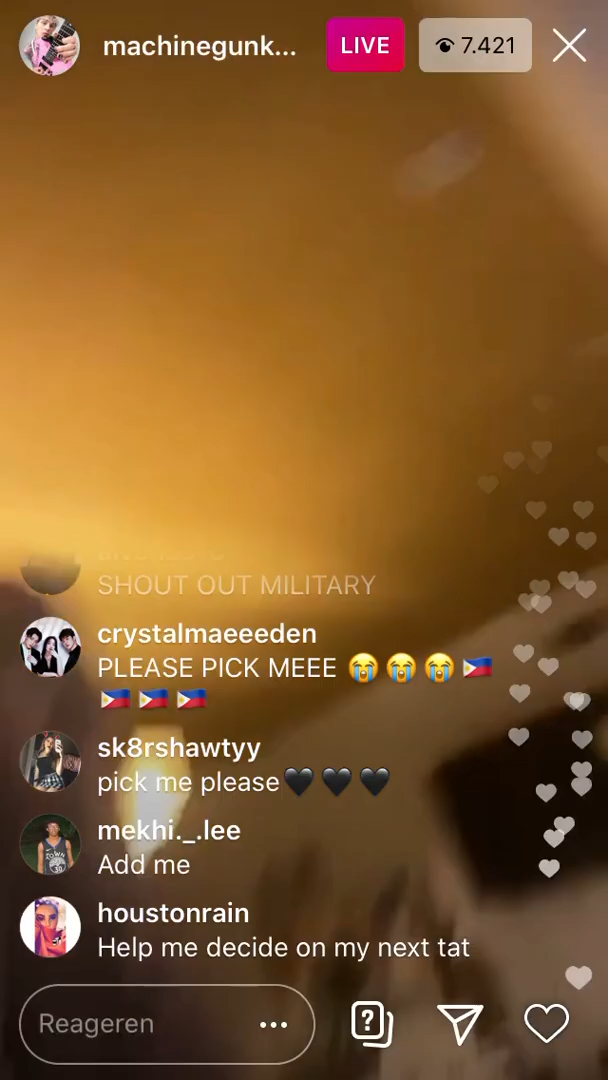 machinegunk...
LIVE
7.421
SHOUT OUT MILITARY
crystalmaeeeden
PLEASE PICK MEEE 😭😭😭🇵🇭
🇵🇭🇵🇭🇵🇭
sk8rshawtyy
pick me please🖤🖤🖤
mekhi._.lee
Add me
houstonrain
Help me decide on my next tat
Reageren